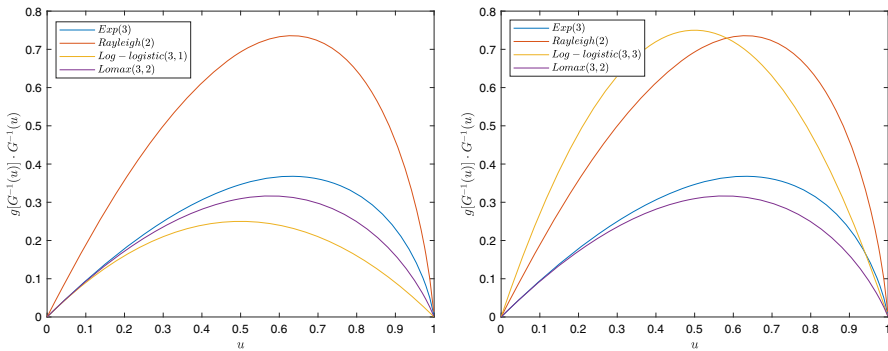 0.8
0.7
0.6
0.5
0.4
0.3
0.2
0.1
0
g[G⁻¹(u)] · G⁻¹(u)
Exp(3)
Rayleigh(2)
Log − logistic(3, 1)
Lomax(3, 2)
0 0.1 0.2 0.3 0.4 0.5 0.6 0.7 0.8 0.9 1
u
0.8
0.7
0.6
0.5
0.4
0.3
0.2
0.1
0
g[G⁻¹(u)] · G⁻¹(u)
Exp(3)
Rayleigh(2)
Log − logistic(3, 3)
Lomax(3, 2)
0 0.1 0.2 0.3 0.4 0.5 0.6 0.7 0.8 0.9 1
u